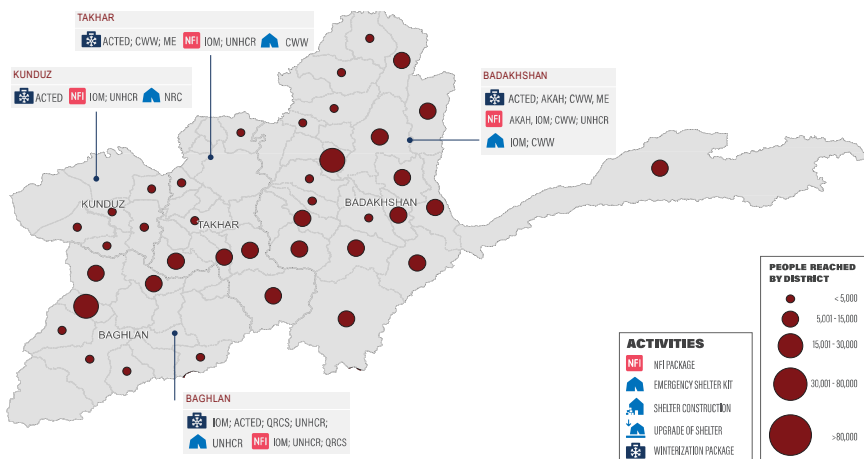 TAKHAR
ACTED; CWW; ME NFI IOM; UNHCR CWW
KUNDUZ
ACTED NFI IOM; UNHCR NRC
BADAKHSHAN
ACTED; AKAH; CWW, ME
NFI AKAH, IOM; CWW; UNHCR
IOM; CWW
KUNDUZ
TAKHAR
BADAKHSHAN
BAGHLAN
BAGHLAN
IOM; ACTED; QRCS; UNHCR;
UNHCR NFI IOM; UNHCR; QRCS
ACTIVITIES
NFI NFI PACKAGE
EMERGENCY SHELTER KIT
SHELTER CONSTRUCTION
UPGRADE OF SHELTER
WINTERIZATION PACKAGE
PEOPLE REACHED
BY DISTRICT
< 5,000
5,001 - 15,000
15,001 - 30,000
30,001 - 80,000
>80,000